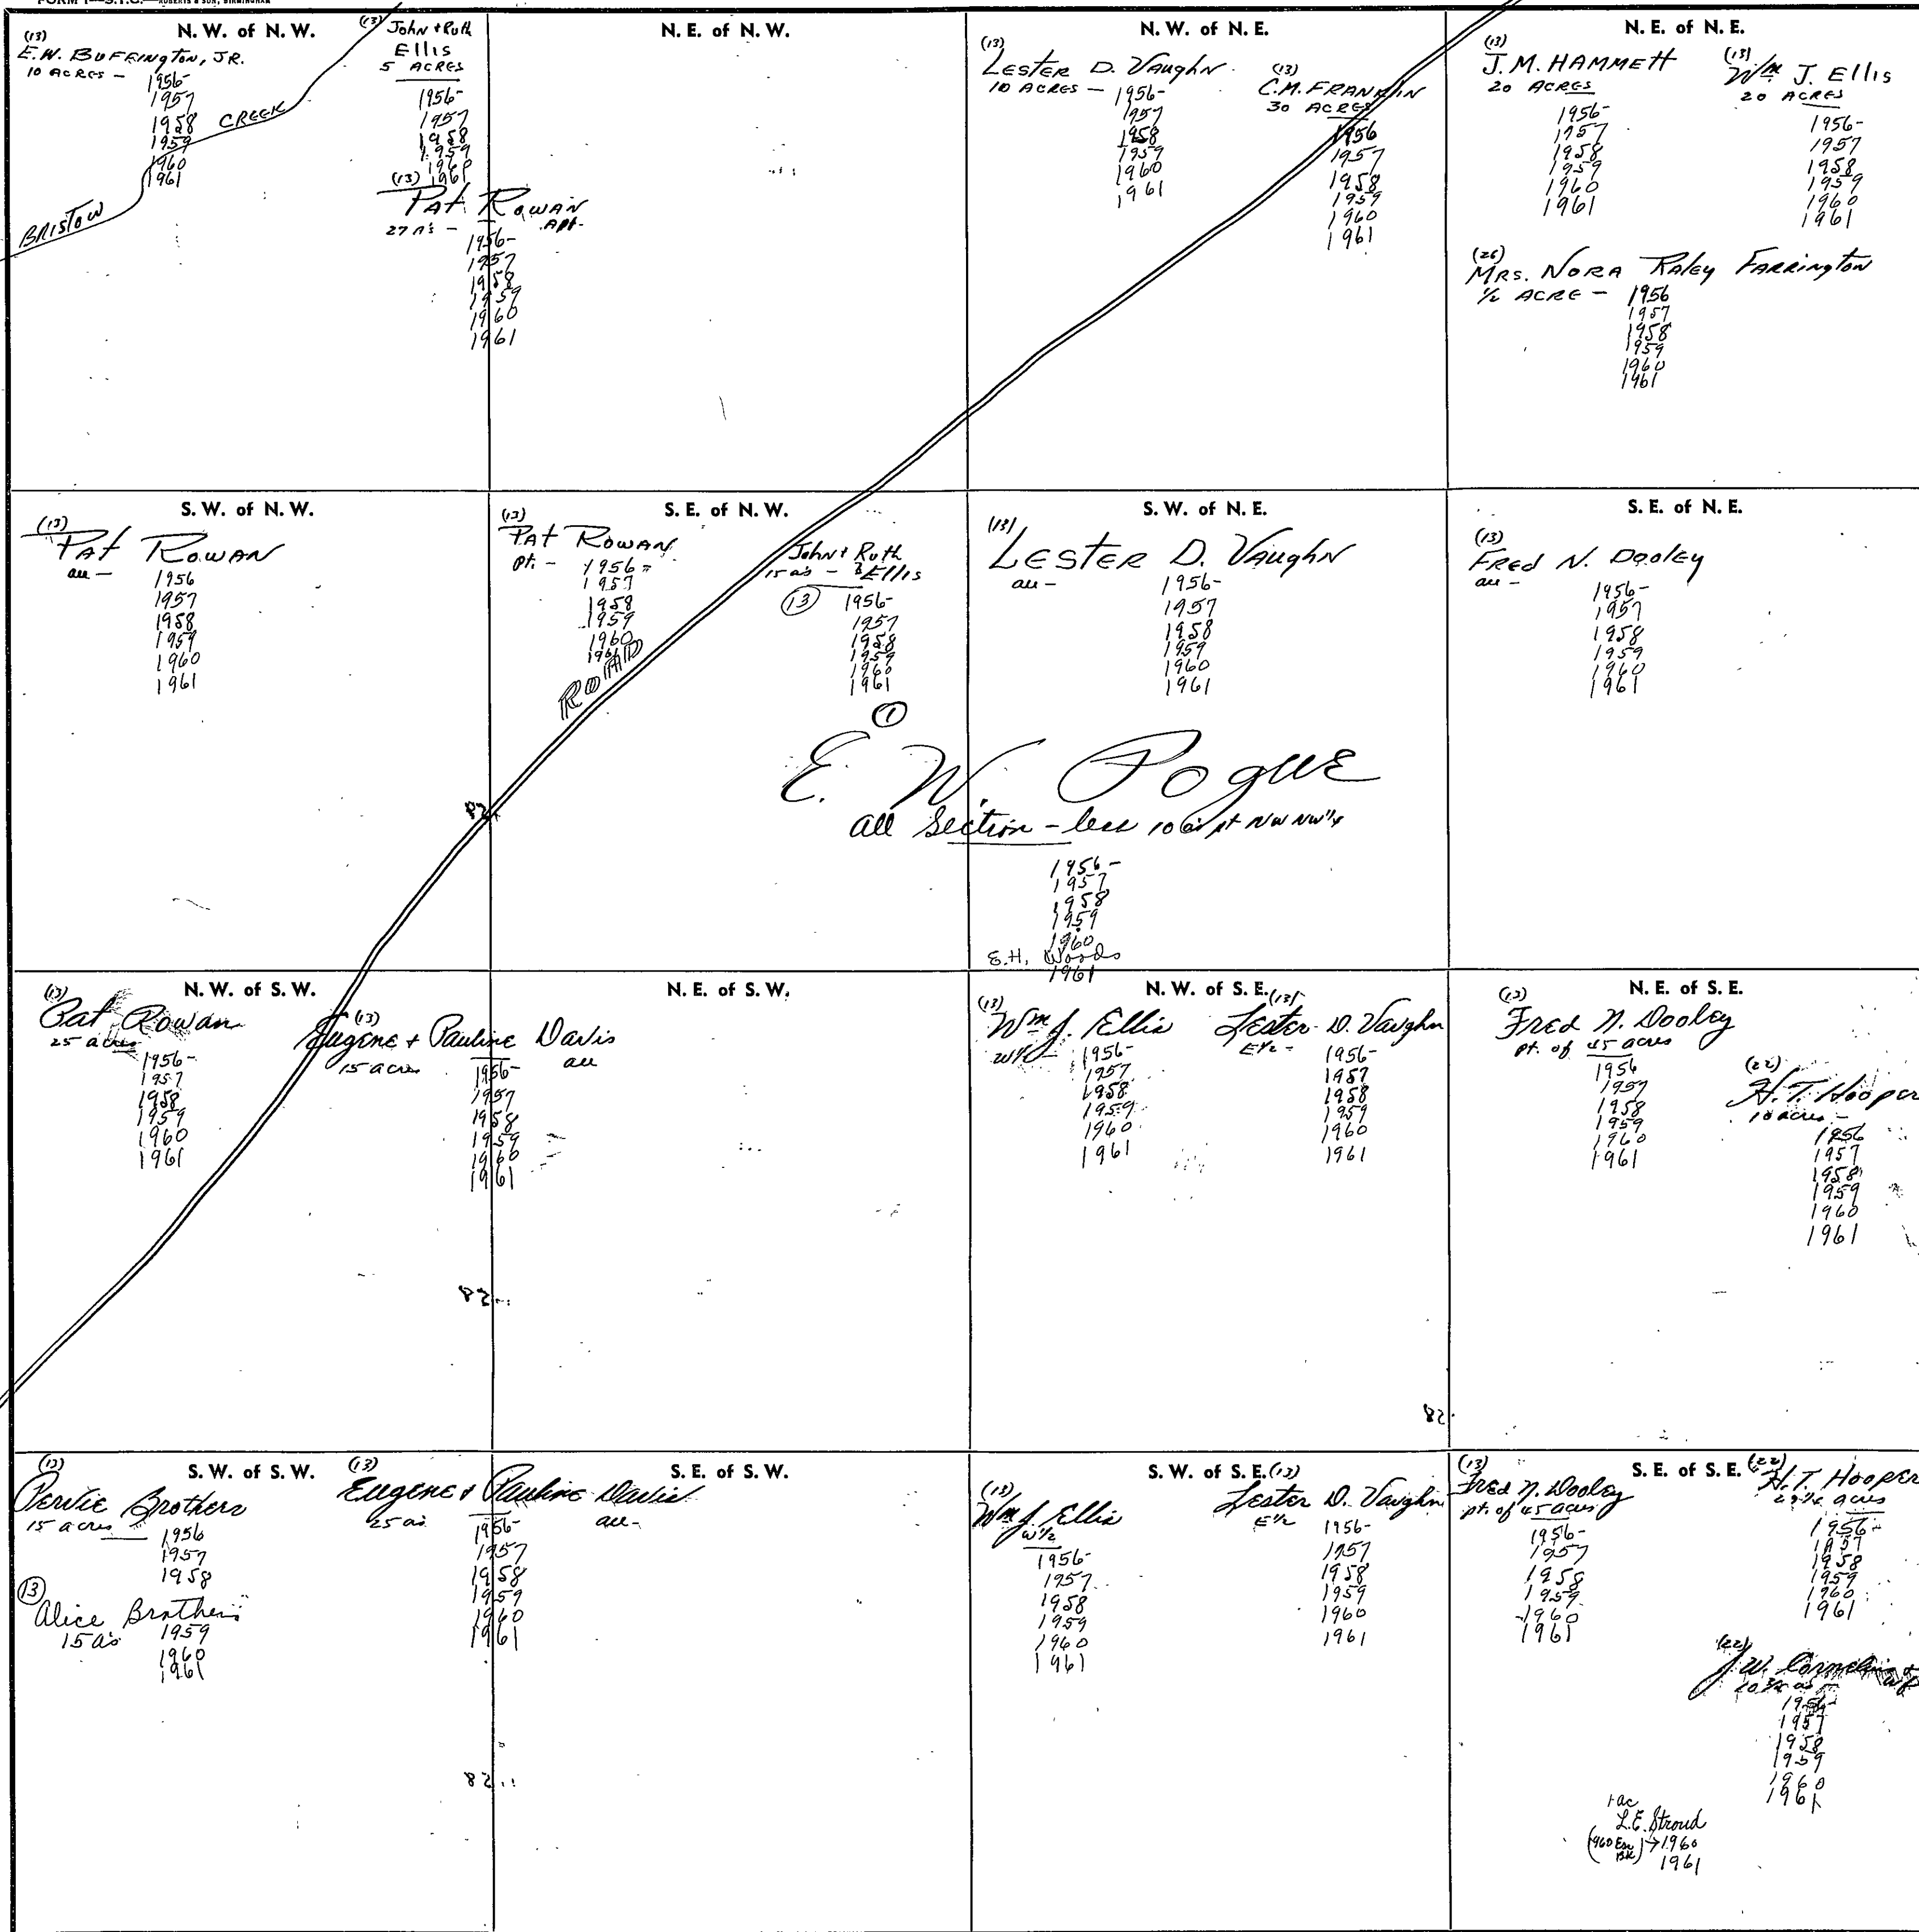 FORM 1—S.T.C.—ROBERTS & SON, BIRMINGHAM
N. W. of N. W.
(13)
E.W. BUFFINGTON, JR.
10 ACRES - 1956-
1957
1958
1959
1960
1961
BRISTOW CREEK
(13) John + Ruth
Ellis
5 ACRES
1956-
1957
1958
1959
1960
1961
(13)
Pat Rowan
27 A's - Apt-
1956-
1957
1958
1959
1960
1961
N. E. of N. W.
N. W. of N. E.
(13)
LESTER D. Vaughn
10 ACRES - 1956-
1957
1958
1959
1960
1961
(13)
C.M. FRANKLIN
30 ACRES
1956
1957
1958
1959
1960
1961
N. E. of N. E.
(13)
J.M. HAMMETT
20 ACRES
1956-
1957
1958
1959
1960
1961
(13)
Wm J. Ellis
20 ACRES
1956-
1957
1958
1959
1960
1961
(26)
MRS. NORA Raley FARRINGTON
1/2 ACRE - 1956
1957
1958
1959
1960
1961
S. W. of N. W.
(13)
Pat Rowan
all -
1956
1957
1958
1959
1960
1961
S. E. of N. W.
(13)
Pat Rowan
pt. - 1956-
1957
1958
1959
1960
1961
ROAD
John + Ruth
15 a's - Ellis
(13) 1956-
1957
1958
1959
1960
1961
S. W. of N. E.
(13)
LESTER D. Vaughn
all -
1956-
1957
1958
1959
1960
1961
S. E. of N. E.
(13)
Fred N. Dooley
all -
1956-
1957
1958
1959
1960
1961
(1)
E. W. Pogue
all Section - less 10 a's pt NW NW 1/4
1956-
1957
1958
1959
1960
E.H. Woods
1961
N. W. of S. W.
(13)
Pat Rowan
25 acres
1956-
1957
1958
1959
1960
1961
N. E. of S. W.
(13)
Eugene + Pauline Davis
15 acres all
1956-
1957
1958
1959
1960
1961
N. W. of S. E.
(13)
Wm J. Ellis
W 1/2 - 1956-
1957
1958
1959
1960
1961
(13)
Lester D. Vaughn
E 1/2 - 1956-
1957
1958
1959
1960
1961
N. E. of S. E.
(13)
Fred N. Dooley
pt. of 45 acres
1956
1957
1958
1959
1960
1961
(22)
H.T. Hooper
10 acres -
1956
1957
1958
1959
1960
1961
S. W. of S. W.
(13)
Pervie Brothers
15 acres
1956
1957
1958
(13)
Alice Brothers
15 a's 1959
1960
1961
S. E. of S. W.
(13)
Eugene + Pauline Davis
25 a's all-
1956-
1957
1958
1959
1960
1961
S. W. of S. E.
(13)
Wm J. Ellis
W 1/2
1956-
1957
1958
1959
1960
1961
(13)
Lester D. Vaughn
E 1/2 1956-
1957
1958
1959
1960
1961
S. E. of S. E.
(13)
Fred N. Dooley
pt. of 45 acres
1956-
1957
1958
1959
1960
1961
(22)
H.T. Hooper
acres
1956-
1957
1958
1959
1960
1961
(22)
J.W.
1956-
1957
1958
1959
1960
1961
1 ac
L.E. Stroud
1960
1961